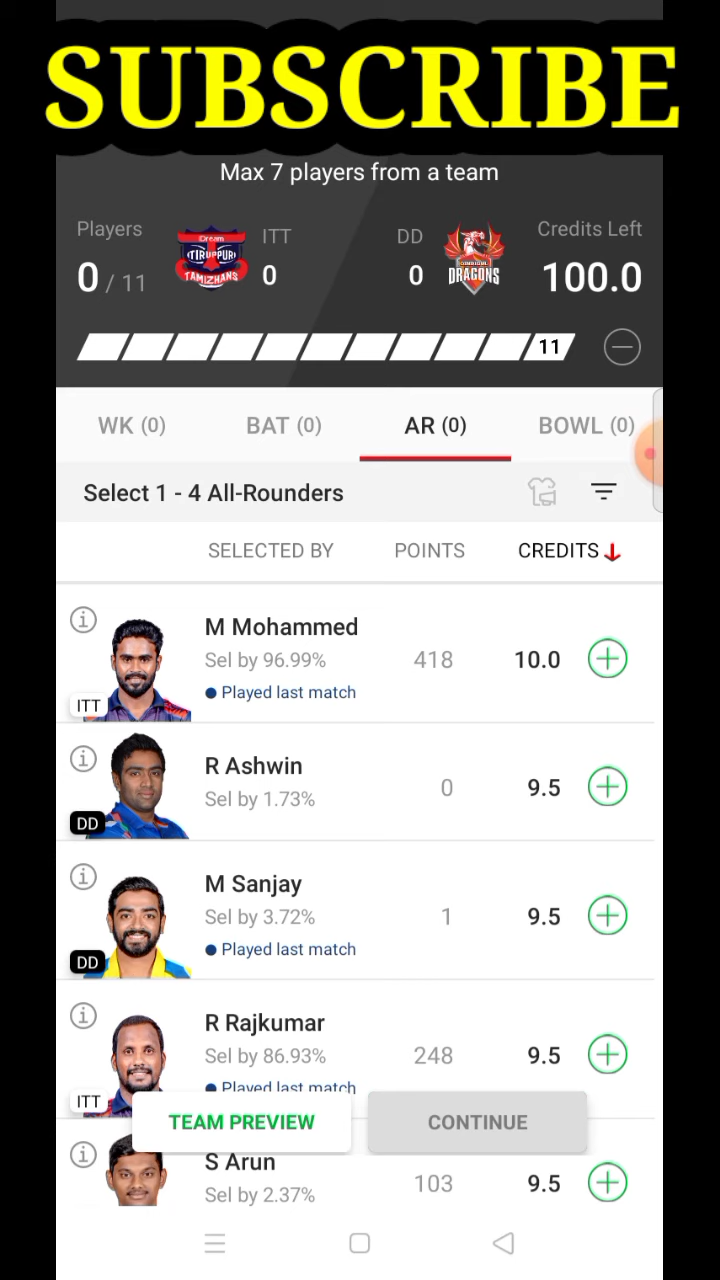 SUBSCRIBE
Max 7 players from a team
Players ITT DD Credits Left
0 / 11 0 0 100.0
iDream
TIRUPPUR
TAMIZHANS
DRAGONS
11
WK (0) BAT (0) AR (0) BOWL (0)
Select 1 - 4 All-Rounders
SELECTED BY POINTS CREDITS
M Mohammed
Sel by 96.99% 418 10.0
Played last match
ITT
R Ashwin
Sel by 1.73% 0 9.5
DD
M Sanjay
Sel by 3.72% 1 9.5
Played last match
DD
R Rajkumar
Sel by 86.93% 248 9.5
Played last match
ITT
TEAM PREVIEW CONTINUE
S Arun
Sel by 2.37% 103 9.5